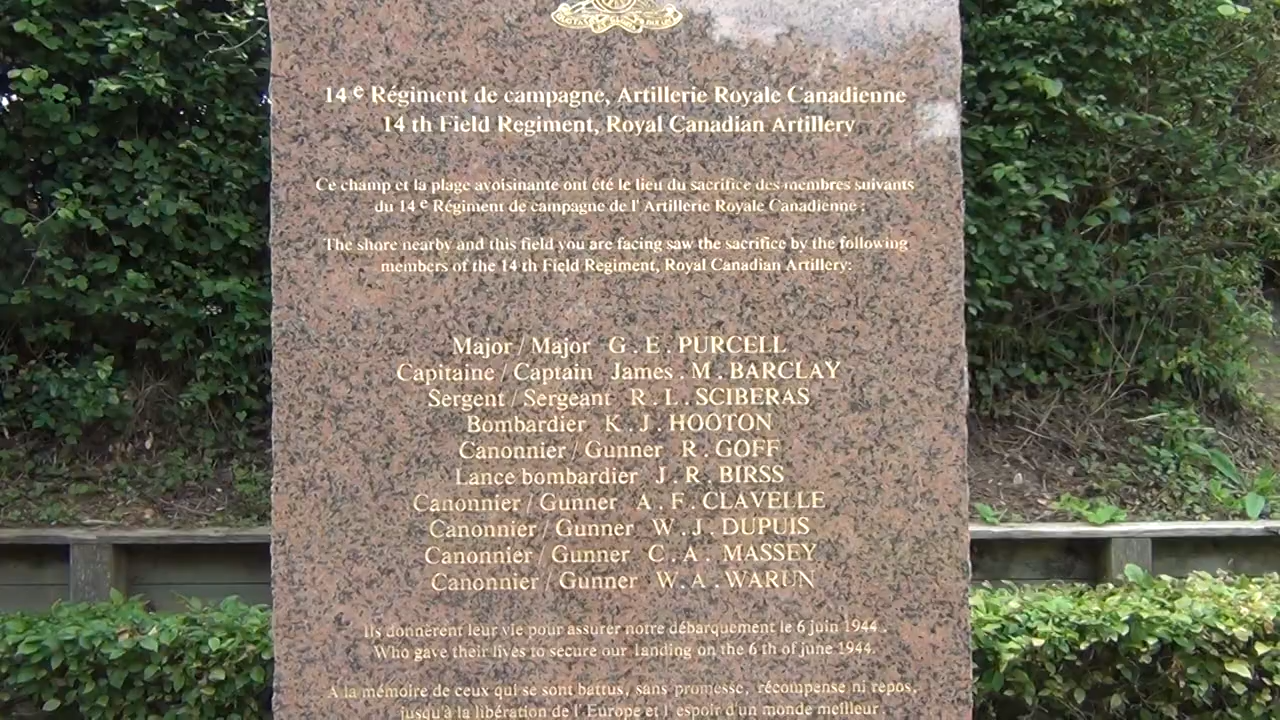 14 e Régiment de campagne, Artillerie Royale Canadienne
14 th Field Regiment, Royal Canadian Artillery
Ce champ et la plage avoisinante ont été le lieu du sacrifice des membres suivants
du 14 e Régiment de campagne de l' Artillerie Royale Canadienne :
The shore nearby and this field you are facing saw the sacrifice by the following
members of the 14 th Field Regiment, Royal Canadian Artillery:
Major / Major G . E . PURCELL
Capitaine / Captain James . M . BARCLAY
Sergent / Sergeant R . L . SCIBERAS
Bombardier K . J . HOOTON
Canonnier / Gunner R . GOFF
Lance bombardier J . R . BIRSS
Canonnier / Gunner A . F . CLAVELLE
Canonnier / Gunner W . J . DUPUIS
Canonnier / Gunner C . A . MASSEY
Canonnier / Gunner W . A . WARUN
Ils donnèrent leur vie pour assurer notre débarquement le 6 juin 1944 .
Who gave their lives to secure our landing on the 6 th of june 1944.
A la mémoire de ceux qui se sont battus, sans promesse, récompense ni repos,
jusqu'à la libération de l' Europe et l' espoir d'un monde meilleur .